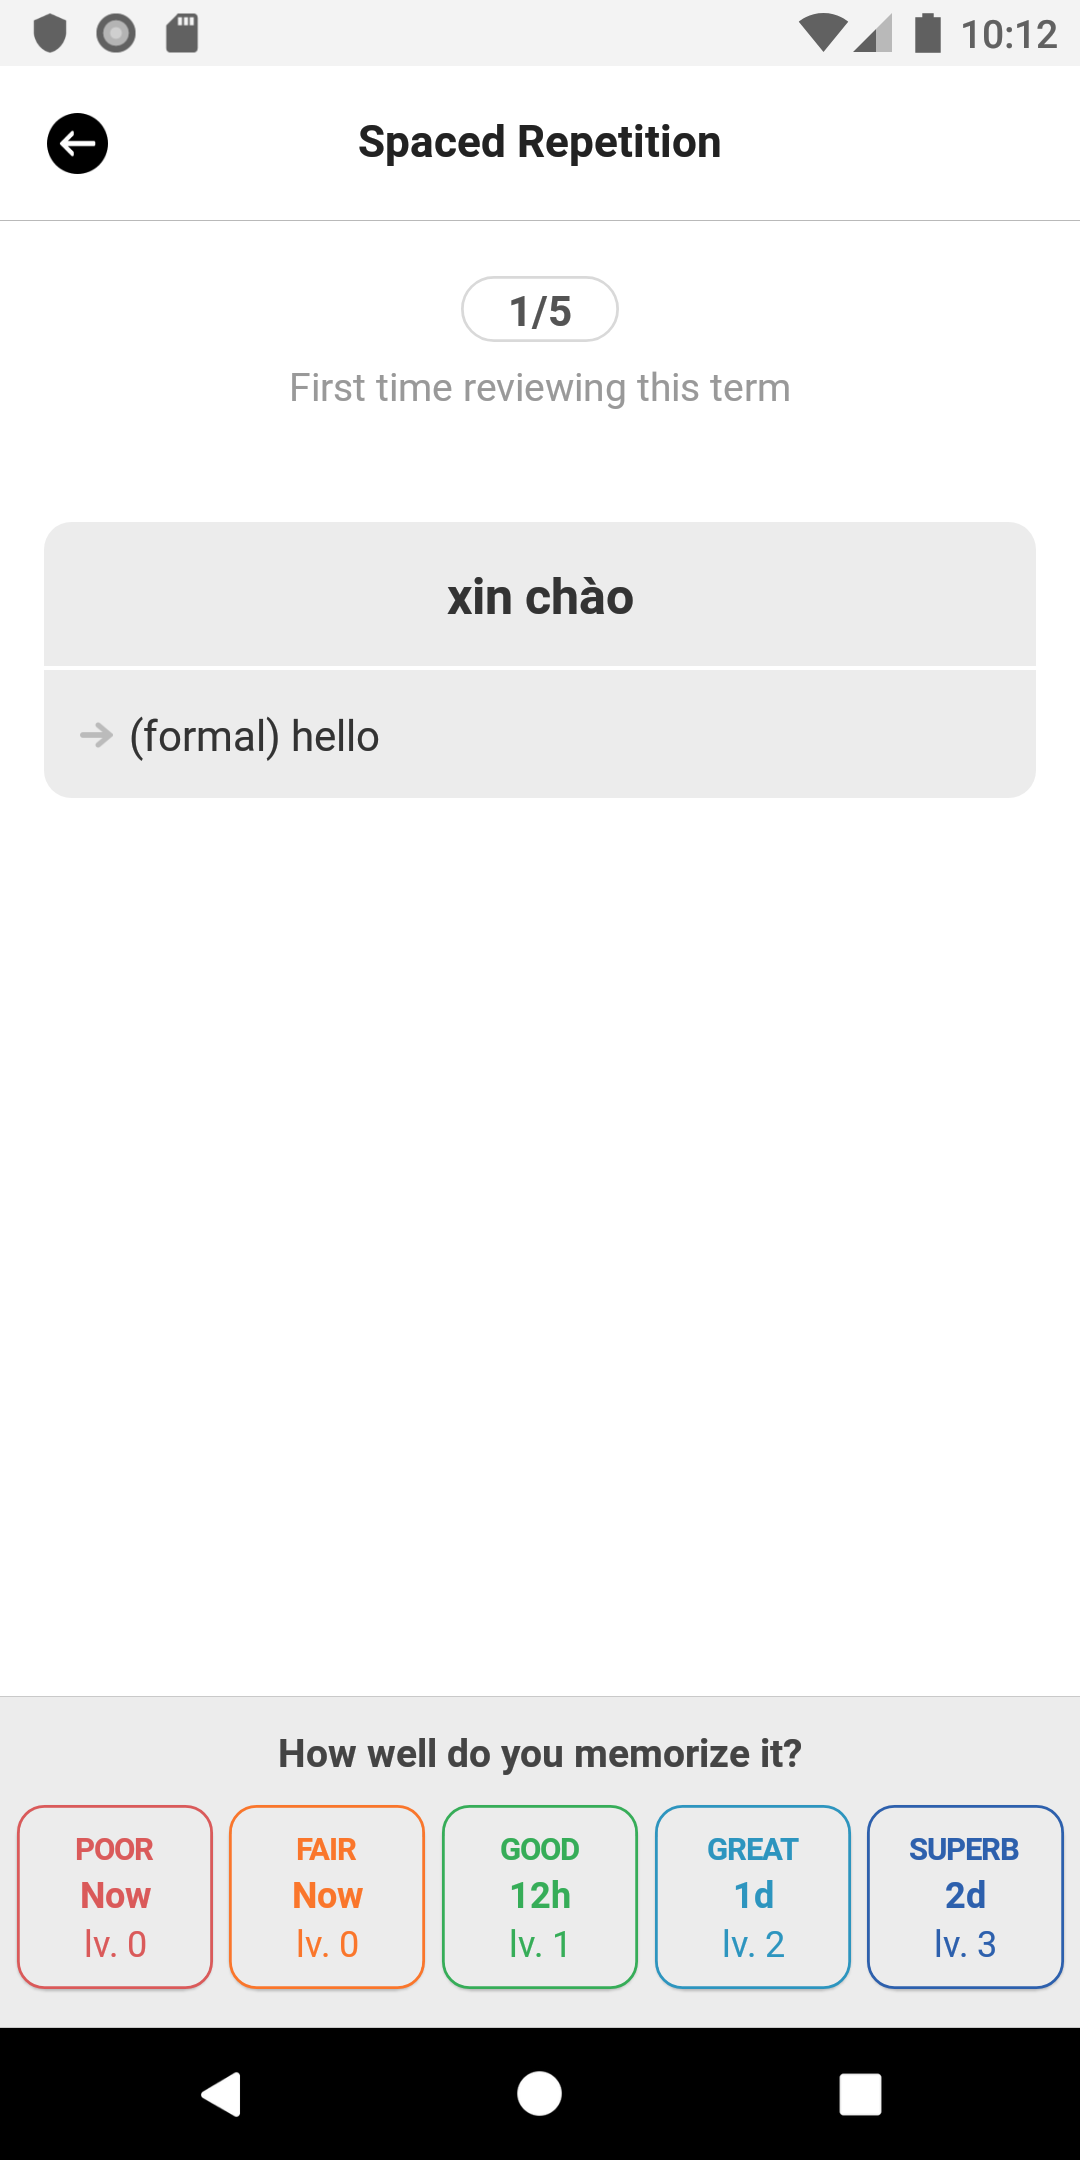 10:12
Spaced Repetition
1/5
First time reviewing this term
xin chào
(formal) hello
How well do you memorize it?
POOR
Now
lv. 0
FAIR
Now
lv. 0
GOOD
12h
lv. 1
GREAT
1d
lv. 2
SUPERB
2d
lv. 3